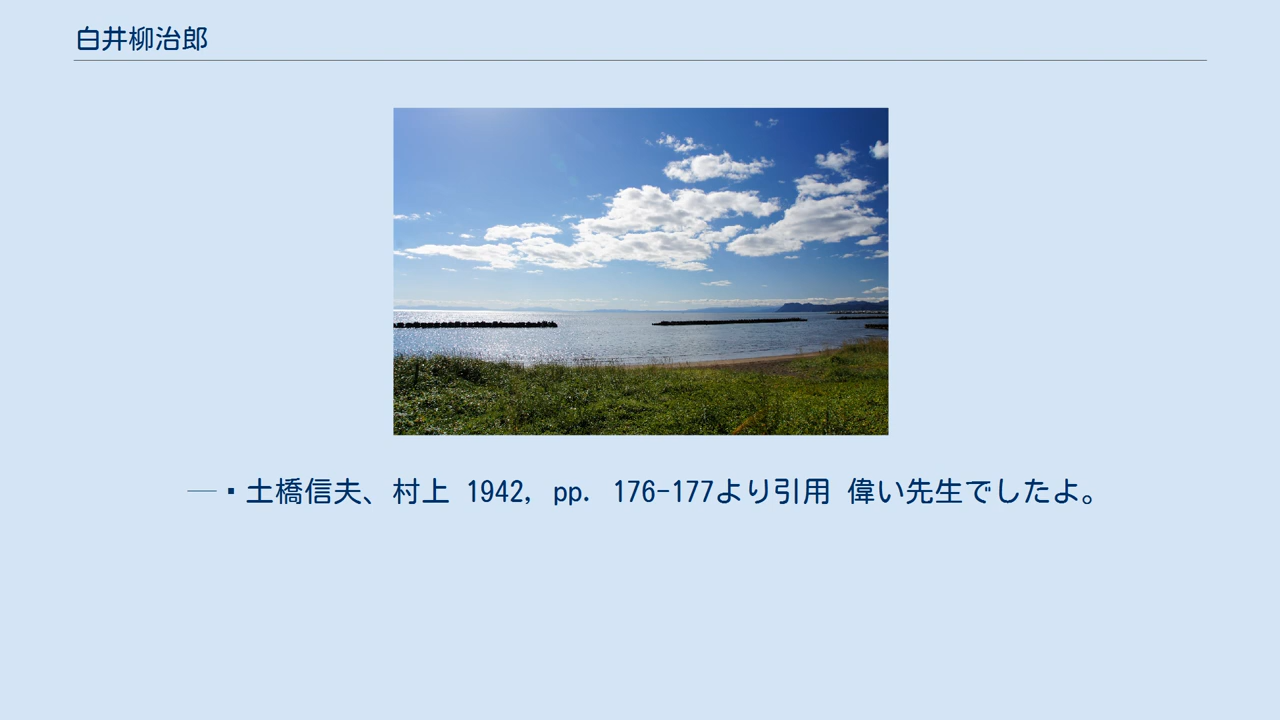 白井柳治郎
―▪土橋信夫、村上 1942, pp. 176-177より引用 偉い先生でしたよ。